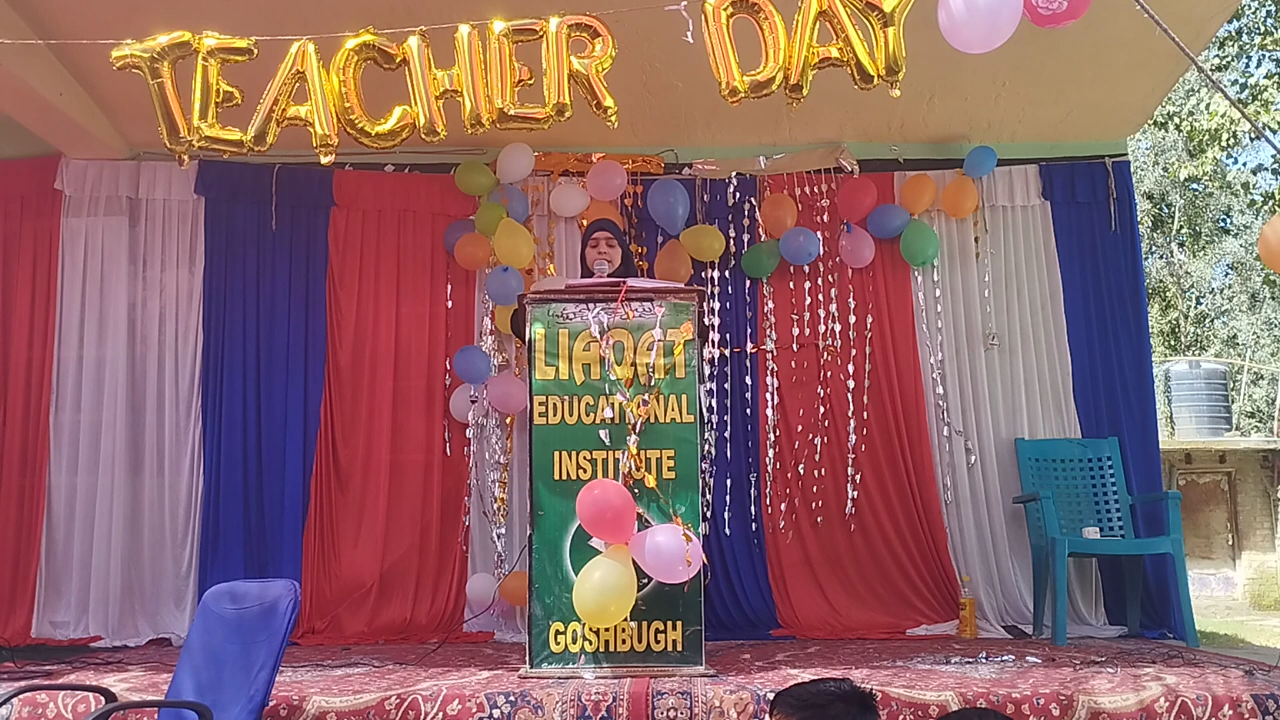 TEACHER DAY
LIAQAT
EDUCATIONAL
INSTITUTE
GOSHBUGH